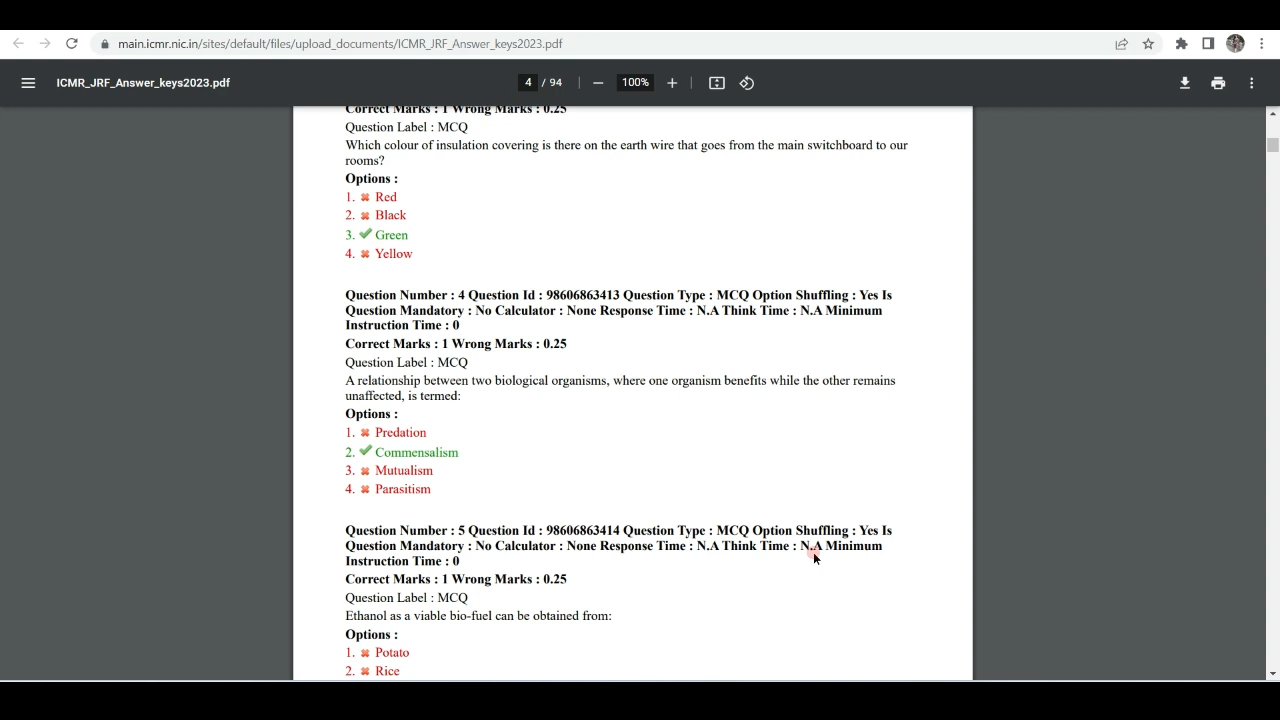 main.icmr.nic.in/sites/default/files/upload_documents/ICMR_JRF_Answer_keys2023.pdf
ICMR_JRF_Answer_keys2023.pdf
4 / 94
100%
Correct Marks : 1 Wrong Marks : 0.25
Question Label : MCQ
Which colour of insulation covering is there on the earth wire that goes from the main switchboard to our
rooms?
Options :
1. Red
2. Black
3. Green
4. Yellow
Question Number : 4 Question Id : 98606863413 Question Type : MCQ Option Shuffling : Yes Is
Question Mandatory : No Calculator : None Response Time : N.A Think Time : N.A Minimum
Instruction Time : 0
Correct Marks : 1 Wrong Marks : 0.25
Question Label : MCQ
A relationship between two biological organisms, where one organism benefits while the other remains
unaffected, is termed:
Options :
1. Predation
2. Commensalism
3. Mutualism
4. Parasitism
Question Number : 5 Question Id : 98606863414 Question Type : MCQ Option Shuffling : Yes Is
Question Mandatory : No Calculator : None Response Time : N.A Think Time : N.A Minimum
Instruction Time : 0
Correct Marks : 1 Wrong Marks : 0.25
Question Label : MCQ
Ethanol as a viable bio-fuel can be obtained from:
Options :
1. Potato
2. Rice